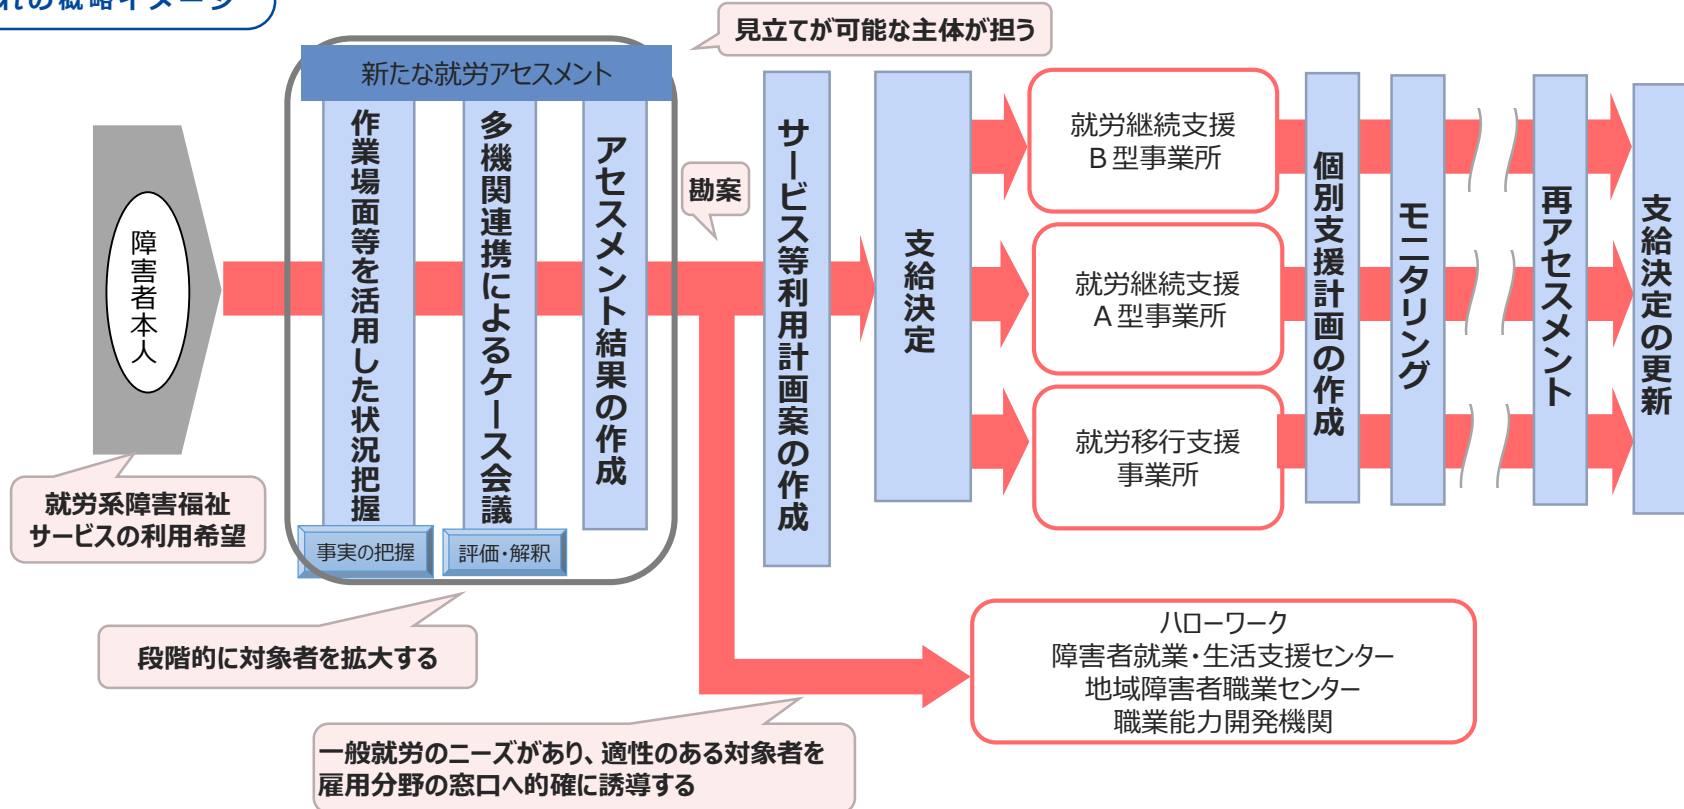 れの概略イメージ
見立てが可能な主体が担う
新たな就労アセスメント
障害者本人
作業場面等を活用した状況把握
多機関連携によるケース会議
アセスメント結果の作成
事実の把握
評価・解釈
勘案
サービス等利用計画案の作成
支給決定
就労継続支援
B型事業所
就労継続支援
A型事業所
就労移行支援
事業所
個別支援計画の作成
モニタリング
再アセスメント
支給決定の更新
就労系障害福祉
サービスの利用希望
段階的に対象者を拡大する
一般就労のニーズがあり、適性のある対象者を
雇用分野の窓口へ的確に誘導する
ハローワーク
障害者就業・生活支援センター
地域障害者職業センター
職業能力開発機関